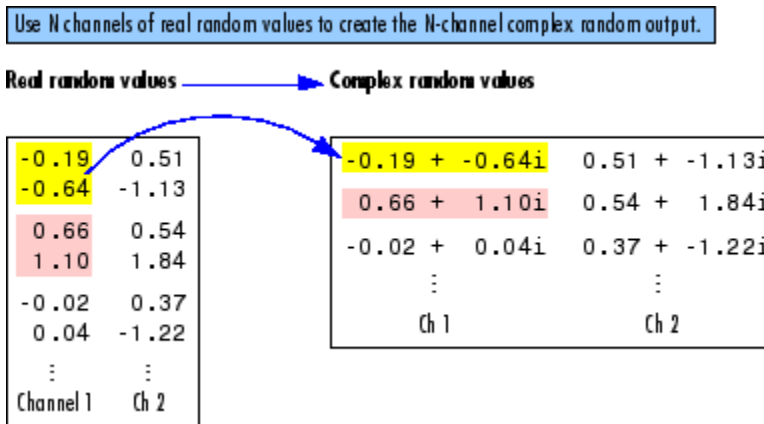 Use N channels of real random values to create the N-channel complex random output.
Real random values
Complex random values
-0.19 0.51
-0.64 -1.13
0.66 0.54
1.10 1.84
-0.02 0.37
0.04 -1.22
⋮ ⋮
Channel 1 Ch 2
-0.19 + -0.64i 0.51 + -1.13i
0.66 + 1.10i 0.54 + 1.84i
-0.02 + 0.04i 0.37 + -1.22i
⋮ ⋮
Ch 1 Ch 2